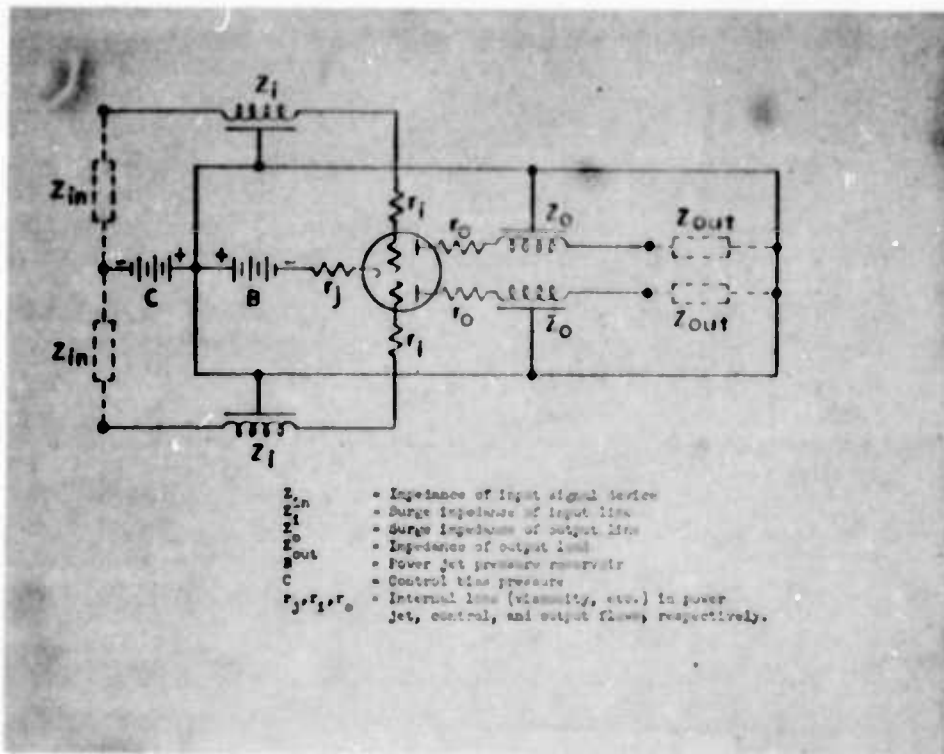 Zi
Zin
ri
Zo
Zout
ro
- + + -
C B rj
ro
Zo
Zout
Zin
ri
Zi
Zin = Impedance of input signal device
Zi = Surge impedance of input line
Zo = Surge impedance of output line
Zout = Impedance of output load
B = Power jet pressure reservoir
C = Control bias pressure
rj, ri, ro = Internal loss (viscosity, etc.) in power
jet, control, and output flows, respectively.